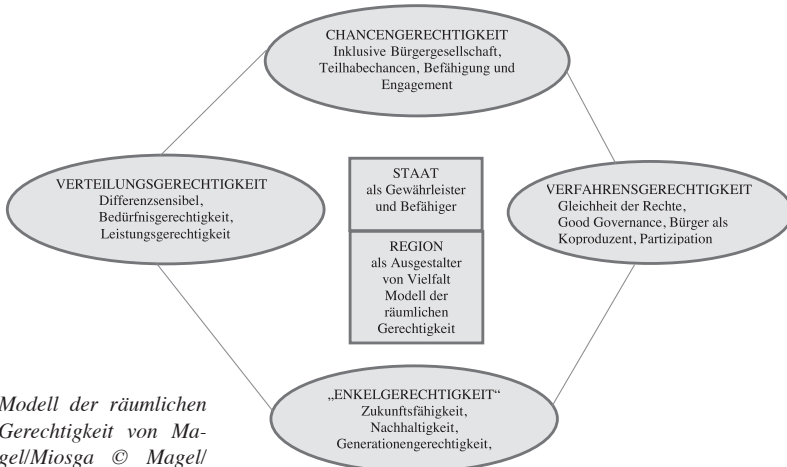 CHANCENGERECHTIGKEIT
Inklusive Bürgergesellschaft,
Teilhabechancen, Befähigung und
Engagement
VERTEILUNGSGERECHTIGKEIT
Differenzsensibel,
Bedürfnisgerechtigkeit,
Leistungsgerechtigkeit
STAAT
als Gewährleister
und Befähiger
REGION
als Ausgestalter
von Vielfalt
Modell der
räumlichen
Gerechtigkeit
VERFAHRENSGERECHTIGKEIT
Gleichheit der Rechte,
Good Governance, Bürger als
Koproduzent, Partizipation
„ENKELGERECHTIGKEIT“
Zukunftsfähigkeit,
Nachhaltigkeit,
Generationengerechtigkeit,
Modell der räumlichen
Gerechtigkeit von Ma-
gel/Miosga © Magel/